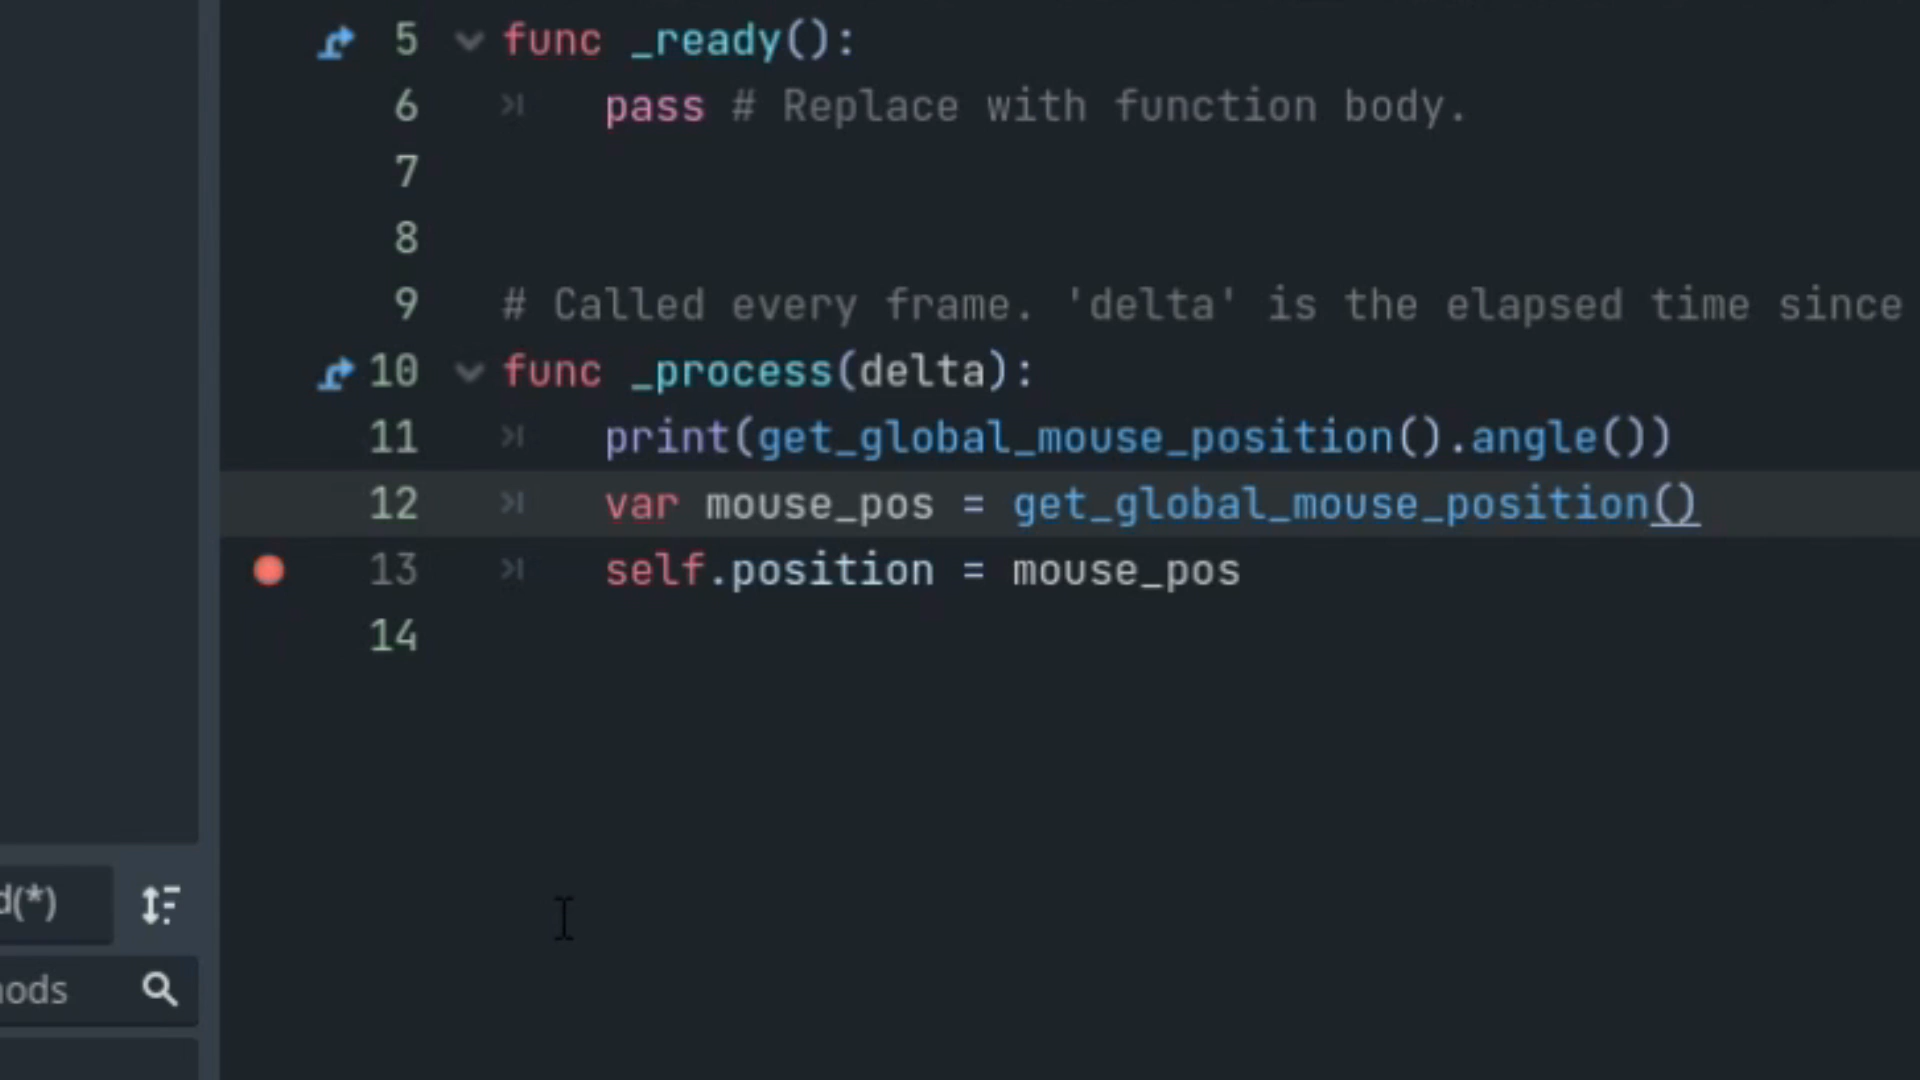 5 func _ready():
6 pass # Replace with function body.
7
8
9 # Called every frame. 'delta' is the elapsed time since
10 func _process(delta):
11 print(get_global_mouse_position().angle())
12 var mouse_pos = get_global_mouse_position()
13 self.position = mouse_pos
14
d(*)
hods